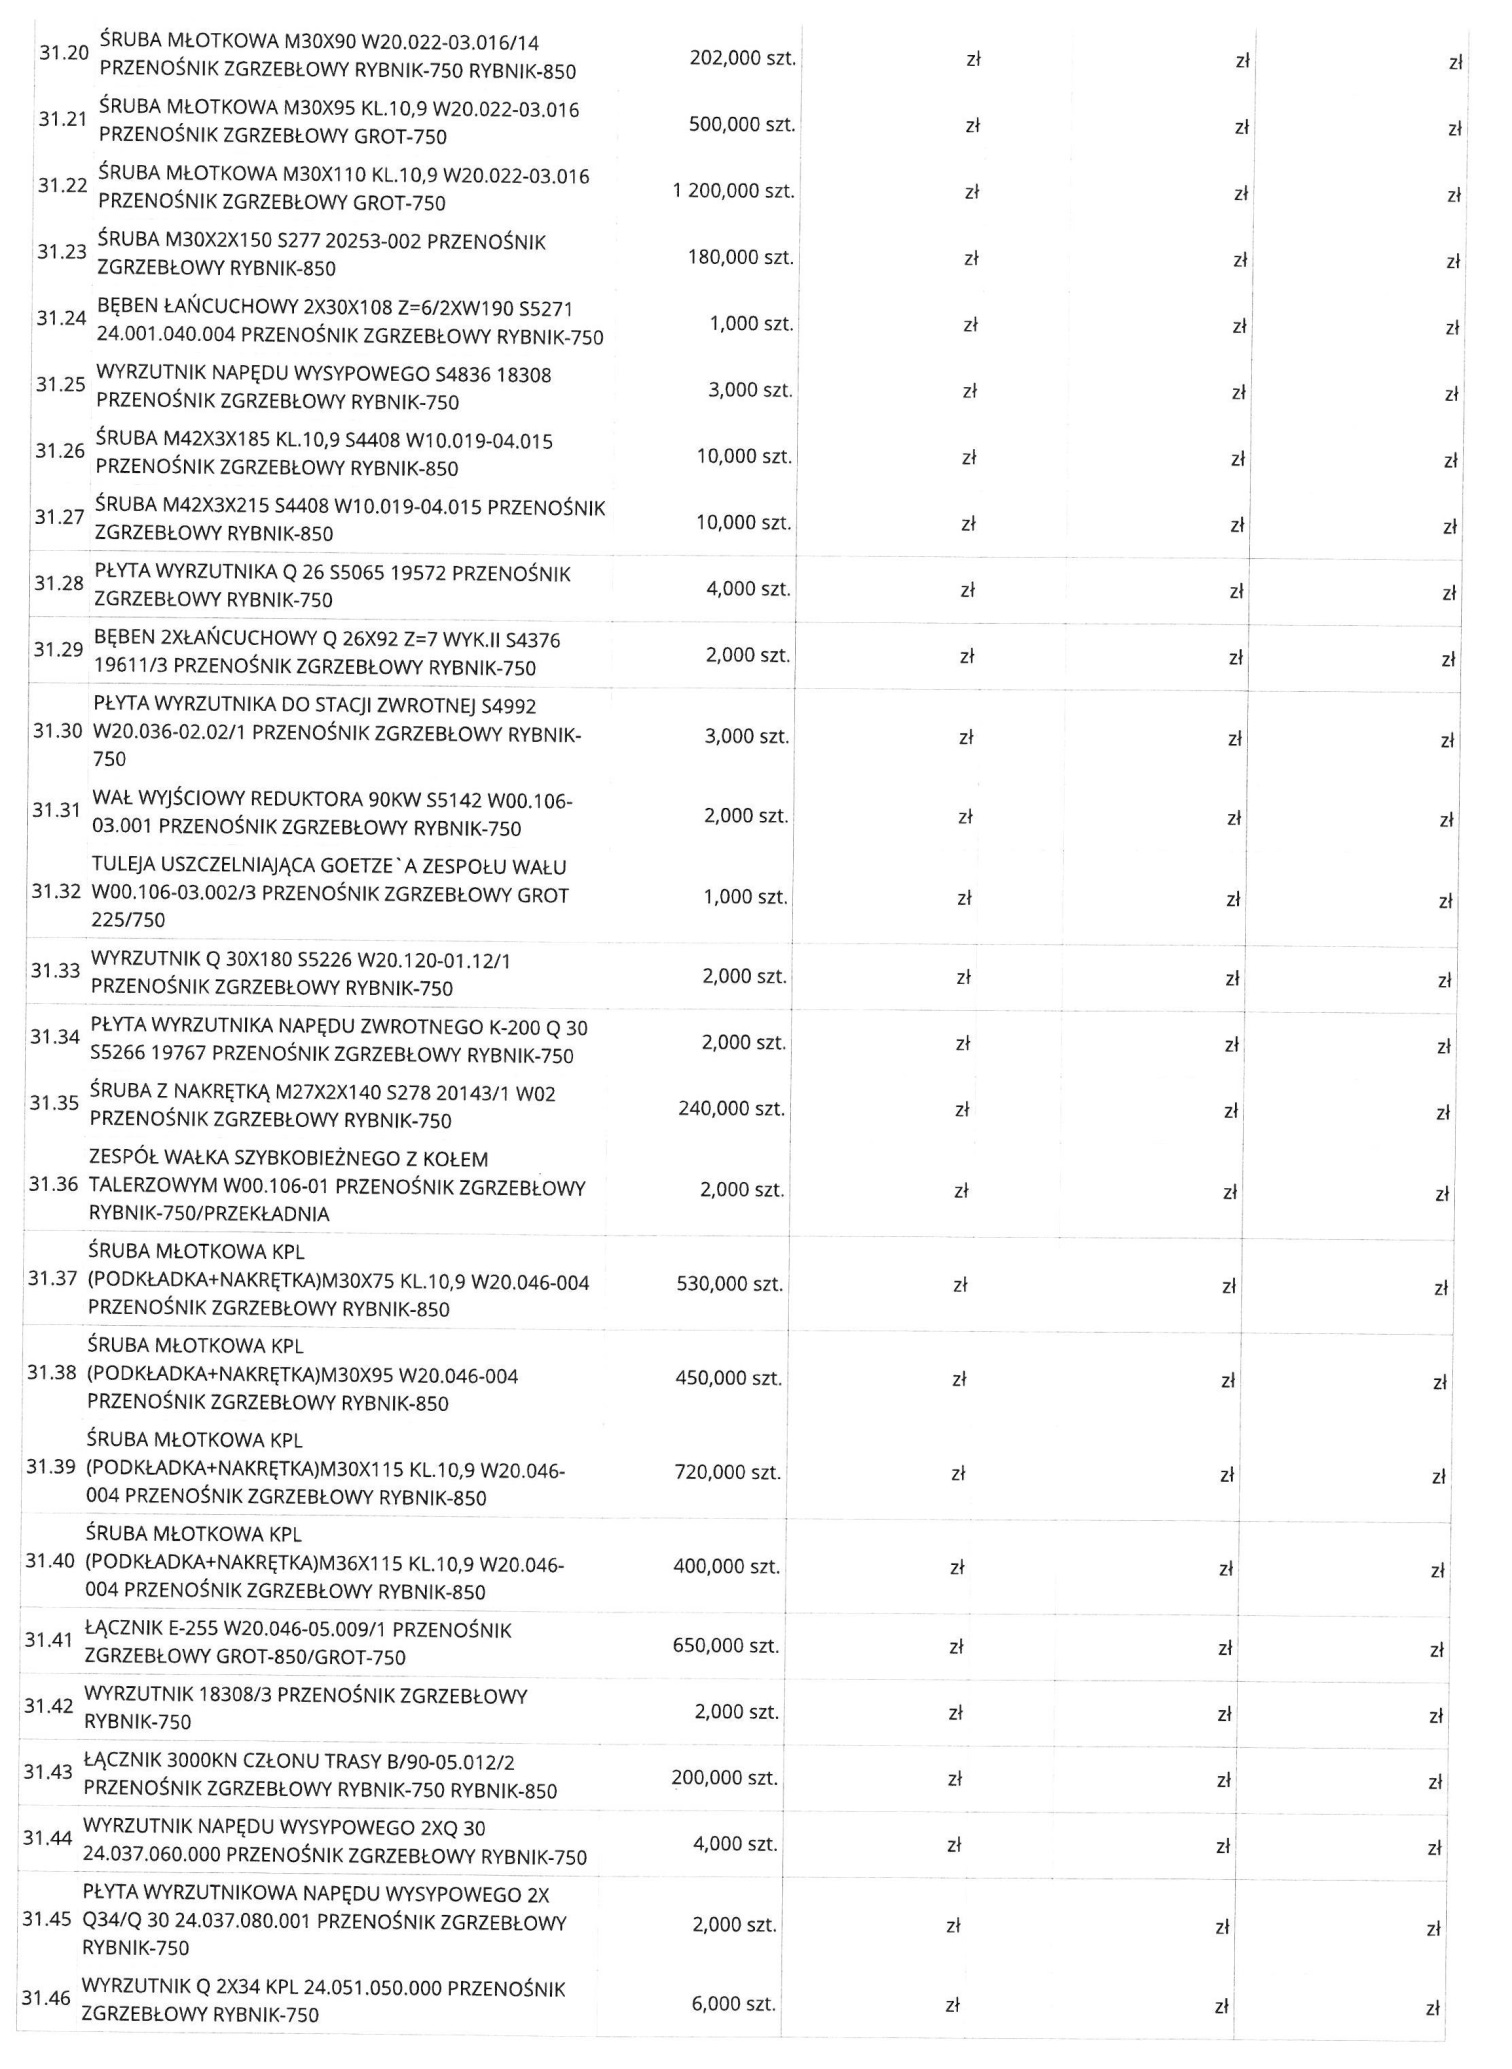 ŚRUBA MŁOTKOWA M30X90 W20.022-03.016/14
31.20 PRZENOŚNIK ZGRZEBŁOWY RYBNIK-750 RYBNIK-850 202,000 szt. zł zł zł
ŚRUBA MŁOTKOWA M30X95 KL.10,9 W20.022-03.016
31.21 PRZENOŚNIK ZGRZEBŁOWY GROT-750 500,000 szt. zł zł zł
ŚRUBA MŁOTKOWA M30X110 KL.10,9 W20.022-03.016
31.22 PRZENOŚNIK ZGRZEBŁOWY GROT-750 1 200,000 szt. zł zł zł
ŚRUBA M30X2X150 S277 20253-002 PRZENOŚNIK
31.23 ZGRZEBŁOWY RYBNIK-850 180,000 szt. zł zł zł
BĘBEN ŁAŃCUCHOWY 2X30X108 Z=6/2XW190 S5271
31.24 24.001.040.004 PRZENOŚNIK ZGRZEBŁOWY RYBNIK-750 1,000 szt. zł zł zł
WYRZUTNIK NAPĘDU WYSYPOWEGO S4836 18308
31.25 PRZENOŚNIK ZGRZEBŁOWY RYBNIK-750 3,000 szt. zł zł zł
ŚRUBA M42X3X185 KL.10,9 S4408 W10.019-04.015
31.26 PRZENOŚNIK ZGRZEBŁOWY RYBNIK-850 10,000 szt. zł zł zł
ŚRUBA M42X3X215 S4408 W10.019-04.015 PRZENOŚNIK
31.27 ZGRZEBŁOWY RYBNIK-850 10,000 szt. zł zł zł
PŁYTA WYRZUTNIKA Q 26 S5065 19572 PRZENOŚNIK
31.28 ZGRZEBŁOWY RYBNIK-750 4,000 szt. zł zł zł
BĘBEN 2XŁAŃCUCHOWY Q 26X92 Z=7 WYK.II S4376
31.29 19611/3 PRZENOŚNIK ZGRZEBŁOWY RYBNIK-750 2,000 szt. zł zł zł
PŁYTA WYRZUTNIKA DO STACJI ZWROTNEJ S4992
31.30 W20.036-02.02/1 PRZENOŚNIK ZGRZEBŁOWY RYBNIK- 3,000 szt. zł zł zł
750
WAŁ WYJŚCIOWY REDUKTORA 90KW S5142 W00.106-
31.31 03.001 PRZENOŚNIK ZGRZEBŁOWY RYBNIK-750 2,000 szt. zł zł zł
TULEJA USZCZELNIAJĄCA GOETZE`A ZESPOŁU WAŁU
31.32 W00.106-03.002/3 PRZENOŚNIK ZGRZEBŁOWY GROT 1,000 szt. zł zł zł
225/750
WYRZUTNIK Q 30X180 S5226 W20.120-01.12/1
31.33 PRZENOŚNIK ZGRZEBŁOWY RYBNIK-750 2,000 szt. zł zł zł
PŁYTA WYRZUTNIKA NAPĘDU ZWROTNEGO K-200 Q 30
31.34 S5266 19767 PRZENOŚNIK ZGRZEBŁOWY RYBNIK-750 2,000 szt. zł zł zł
ŚRUBA Z NAKRĘTKĄ M27X2X140 S278 20143/1 W02
31.35 PRZENOŚNIK ZGRZEBŁOWY RYBNIK-750 240,000 szt. zł zł zł
ZESPÓŁ WAŁKA SZYBKOBIEŻNEGO Z KOŁEM
31.36 TALERZOWYM W00.106-01 PRZENOŚNIK ZGRZEBŁOWY 2,000 szt. zł zł zł
RYBNIK-750/PRZEKŁADNIA
ŚRUBA MŁOTKOWA KPL
31.37 (PODKŁADKA+NAKRĘTKA)M30X75 KL.10,9 W20.046-004 530,000 szt. zł zł zł
PRZENOŚNIK ZGRZEBŁOWY RYBNIK-850
ŚRUBA MŁOTKOWA KPL
31.38 (PODKŁADKA+NAKRĘTKA)M30X95 W20.046-004 450,000 szt. zł zł zł
PRZENOŚNIK ZGRZEBŁOWY RYBNIK-850
ŚRUBA MŁOTKOWA KPL
31.39 (PODKŁADKA+NAKRĘTKA)M30X115 KL.10,9 W20.046- 720,000 szt. zł zł zł
004 PRZENOŚNIK ZGRZEBŁOWY RYBNIK-850
ŚRUBA MŁOTKOWA KPL
31.40 (PODKŁADKA+NAKRĘTKA)M36X115 KL.10,9 W20.046- 400,000 szt. zł zł zł
004 PRZENOŚNIK ZGRZEBŁOWY RYBNIK-850
ŁĄCZNIK E-255 W20.046-05.009/1 PRZENOŚNIK
31.41 ZGRZEBŁOWY GROT-850/GROT-750 650,000 szt. zł zł zł
WYRZUTNIK 18308/3 PRZENOŚNIK ZGRZEBŁOWY
31.42 RYBNIK-750 2,000 szt. zł zł zł
ŁĄCZNIK 3000KN CZŁONU TRASY B/90-05.012/2
31.43 PRZENOŚNIK ZGRZEBŁOWY RYBNIK-750 RYBNIK-850 200,000 szt. zł zł zł
WYRZUTNIK NAPĘDU WYSYPOWEGO 2XQ 30
31.44 24.037.060.000 PRZENOŚNIK ZGRZEBŁOWY RYBNIK-750 4,000 szt. zł zł zł
PŁYTA WYRZUTNIKOWA NAPĘDU WYSYPOWEGO 2X
31.45 Q34/Q 30 24.037.080.001 PRZENOŚNIK ZGRZEBŁOWY 2,000 szt. zł zł zł
RYBNIK-750
WYRZUTNIK Q 2X34 KPL 24.051.050.000 PRZENOŚNIK
31.46 ZGRZEBŁOWY RYBNIK-750 6,000 szt. zł zł zł